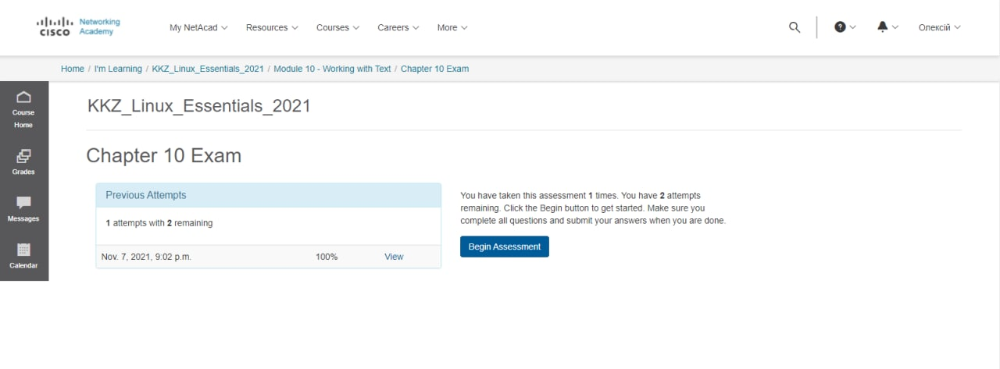 CISCO Networking Academy
My NetAcad Resources Courses Careers More Олексій
Home / I'm Learning / KKZ_Linux_Essentials_2021 / Module 10 - Working with Text / Chapter 10 Exam
Course Home
Grades
Messages
Calendar
KKZ_Linux_Essentials_2021
Chapter 10 Exam
Previous Attempts
1 attempts with 2 remaining
Nov. 7, 2021, 9:02 p.m. 100% View
You have taken this assessment 1 times. You have 2 attempts
remaining. Click the Begin button to get started. Make sure you
complete all questions and submit your answers when you are done.
Begin Assessment